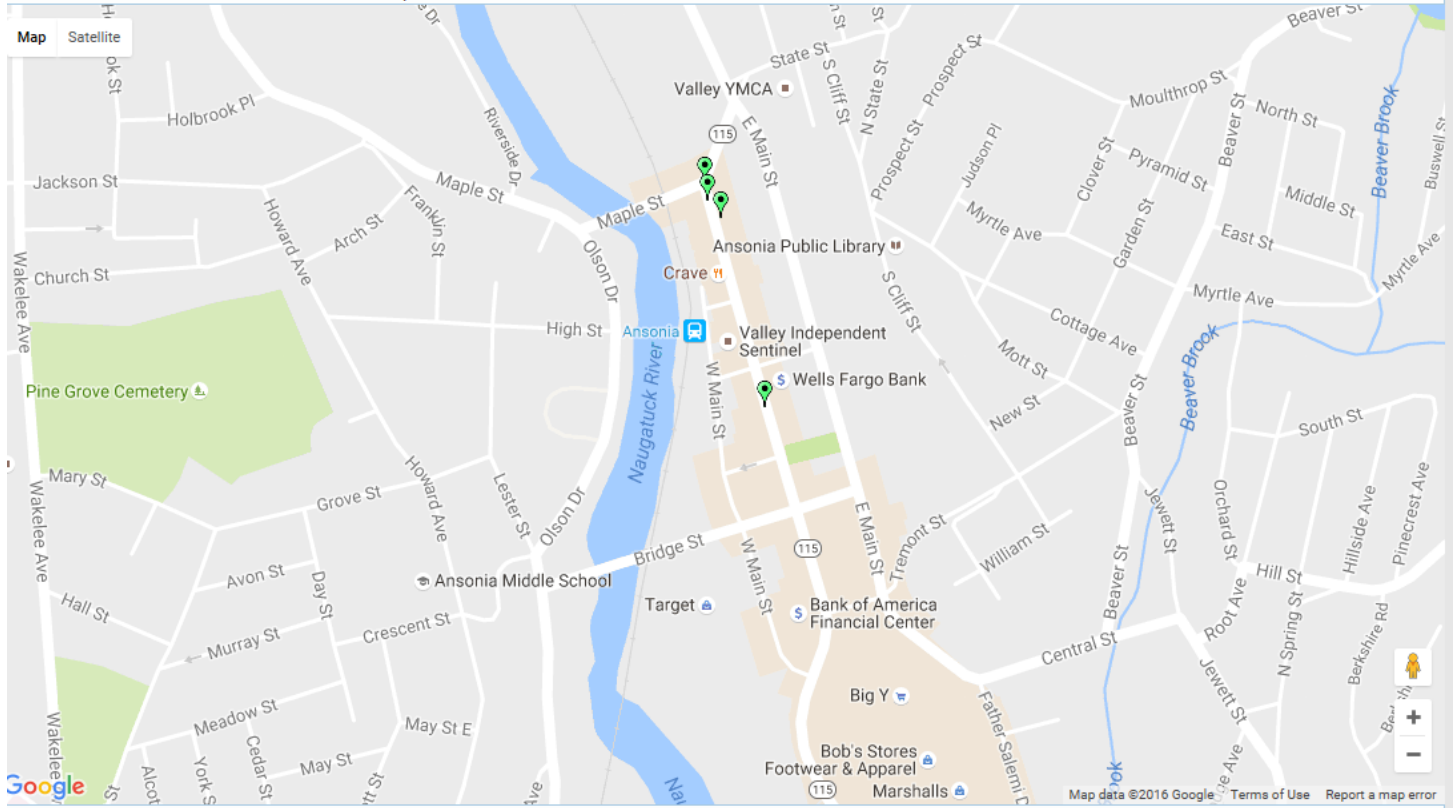 Map
Satellite
Beaver St
State St
S Cliff St
N State St
Prospect St
Prospect St
Valley YMCA
Moulthrop St
North St
Beaver Brook
Buswell St
Holbrook Pl
Riverside Dr
115
E Main St
Judson Pl
Clover St
Beaver St
Pyramid St
Middle St
Jackson St
Maple St
Franklin St
Maple St
Howard Ave
Arch St
Myrtle Ave
Garden St
East St
Myrtle Ave
Wakelee Ave
Church St
Olson Dr
Ansonia Public Library
Crave
S Cliff St
Myrtle Ave
High St
Ansonia
Valley Independent
Sentinel
Cottage Ave
Mott St
Beaver Brook
Naugatuck River
W Main St
Wells Fargo Bank
Pine Grove Cemetery
New St
Beaver St
South St
Mary St
Wakelee Ave
Grove St
Howard Ave
Lester St
Olson Dr
Bridge St
E Main St
Tremont St
William St
Jewett St
Orchard St
Hillside Ave
Pinecrest Ave
115
W Main St
Avon St
Day St
Ansonia Middle School
Hill St
Hall St
Target
Bank of America
Financial Center
Beaver St
Root Ave
N Spring St
Berkshire Rd
Murray St
Crescent St
Central St
Jewett St
Big Y
Father Salemi D
Meadow St
May St E
Cedar St
May St
York S
Wakelee
Bob's Stores
Footwear & Apparel
Marshalls
115
Google
Map data ©2016 Google
Terms of Use
Report a map error